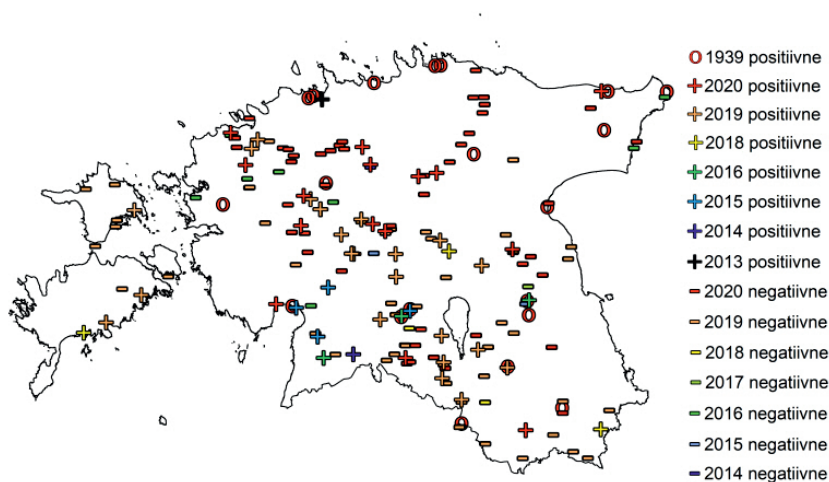 1939 positiivne
2020 positiivne
2019 positiivne
2018 positiivne
2016 positiivne
2015 positiivne
2014 positiivne
2013 positiivne
2020 negatiivne
2019 negatiivne
2018 negatiivne
2017 negatiivne
2016 negatiivne
2015 negatiivne
2014 negatiivne